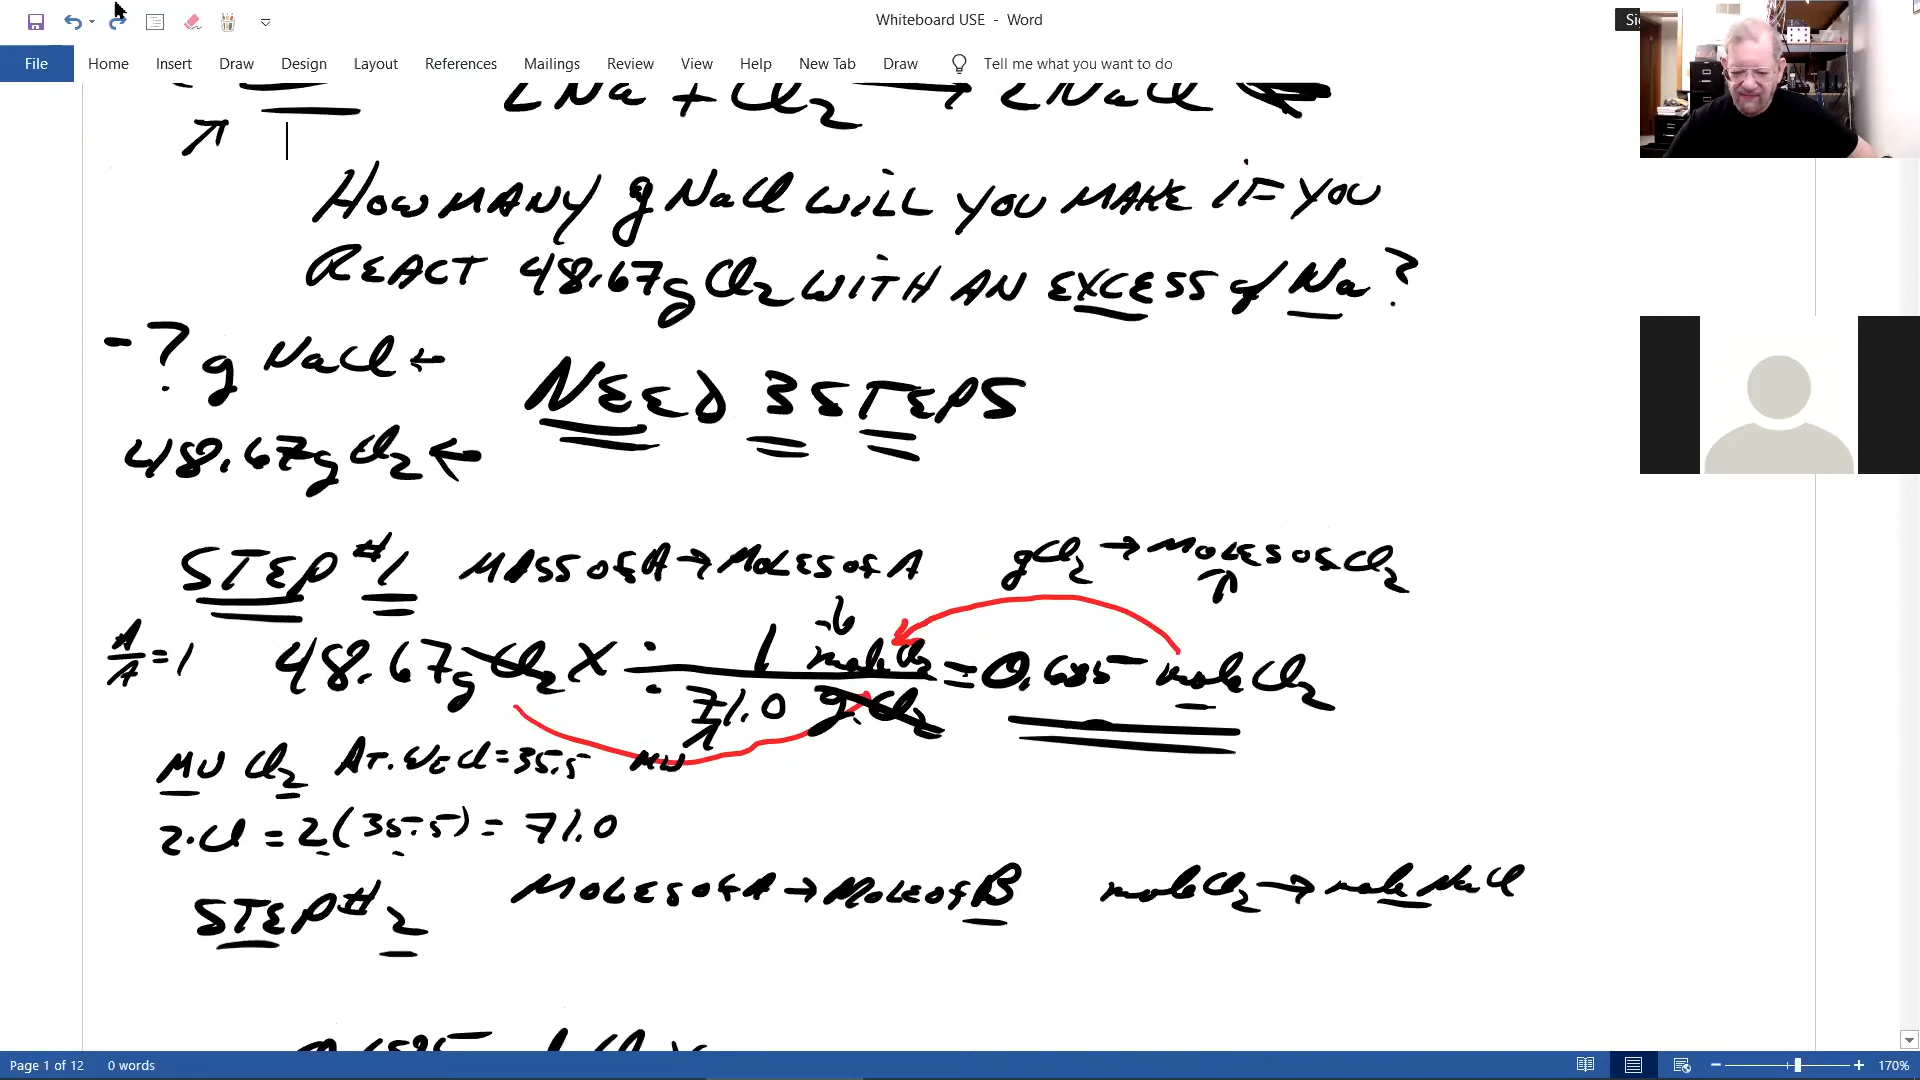 Whiteboard USE - Word
Si
File Home Insert Draw Design Layout References Mailings Review View Help New Tab Draw Tell me what you want to do
2Na + Cl2 → 2NaCl
HOW MANY g NaCl WILL YOU MAKE IF YOU
REACT 48.67g Cl2 WITH AN EXCESS of Na?
- ? g NaCl ←
NEED 3 STEPS
48.67g Cl2 ←
STEP #1 MASS of A → MOLES of A g Cl2 → MOLES of Cl2
A/A = 1 48.67g Cl2 X 1 mole Cl2 / 71.0 g Cl2 = 0.685 mole Cl2
MW Cl2 AT. Wt Cl = 35.5 MW
2·Cl = 2(35.5) = 71.0
STEP #2 MOLES of A → MOLE of B mole Cl2 → mole NaCl
Page 1 of 12 0 words 170%